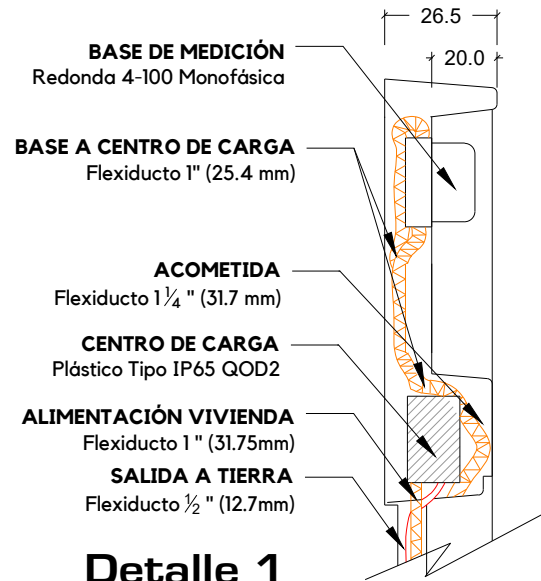 26.5
20.0
BASE DE MEDICIÓN
Redonda 4-100 Monofásica
BASE A CENTRO DE CARGA
Flexiducto 1" (25.4 mm)
ACOMETIDA
Flexiducto 1 1/4 " (31.7 mm)
CENTRO DE CARGA
Plástico Tipo IP65 QOD2
ALIMENTACIÓN VIVIENDA
Flexiducto 1 " (31.75mm)
SALIDA A TIERRA
Flexiducto 1/2 " (12.7mm)
Detalle 1